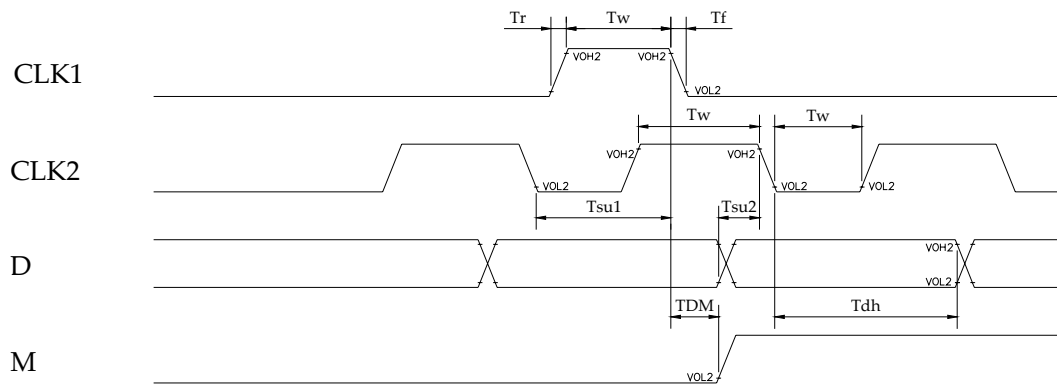 Tr Tw Tf
CLK1
VOH2 VOH2
VOL2
Tw Tw
CLK2
VOH2 VOH2
VOL2 VOL2 VOL2
Tsu1 Tsu2
D
VOH2
VOL2
TDM Tdh
M
VOL2